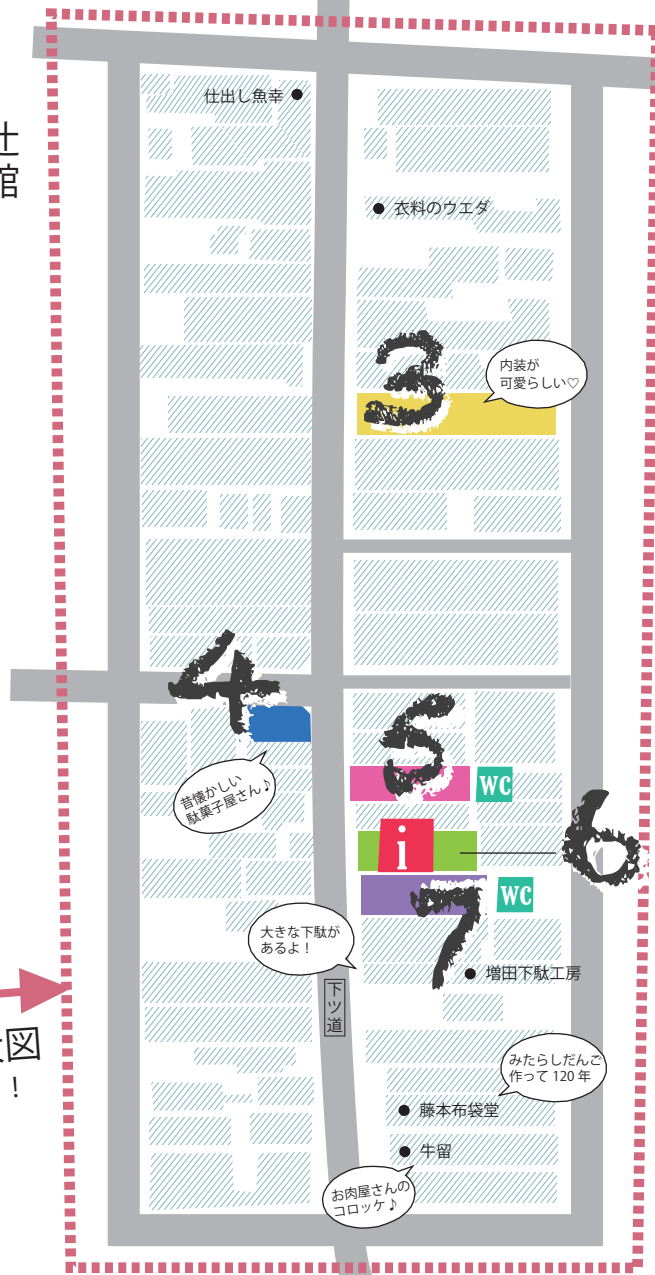 仕出し魚幸
辻
館
衣料のウエダ
3
内装が
可愛らしい♡
4
5
昔懐かしい
駄菓子屋さん♪
WC
i
6
7
WC
大きな下駄が
あるよ！
増田下駄工房
下ツ道
図
！
みたらしだんご
作って 120 年
藤本布袋堂
牛留
お肉屋さんの
コロッケ♪